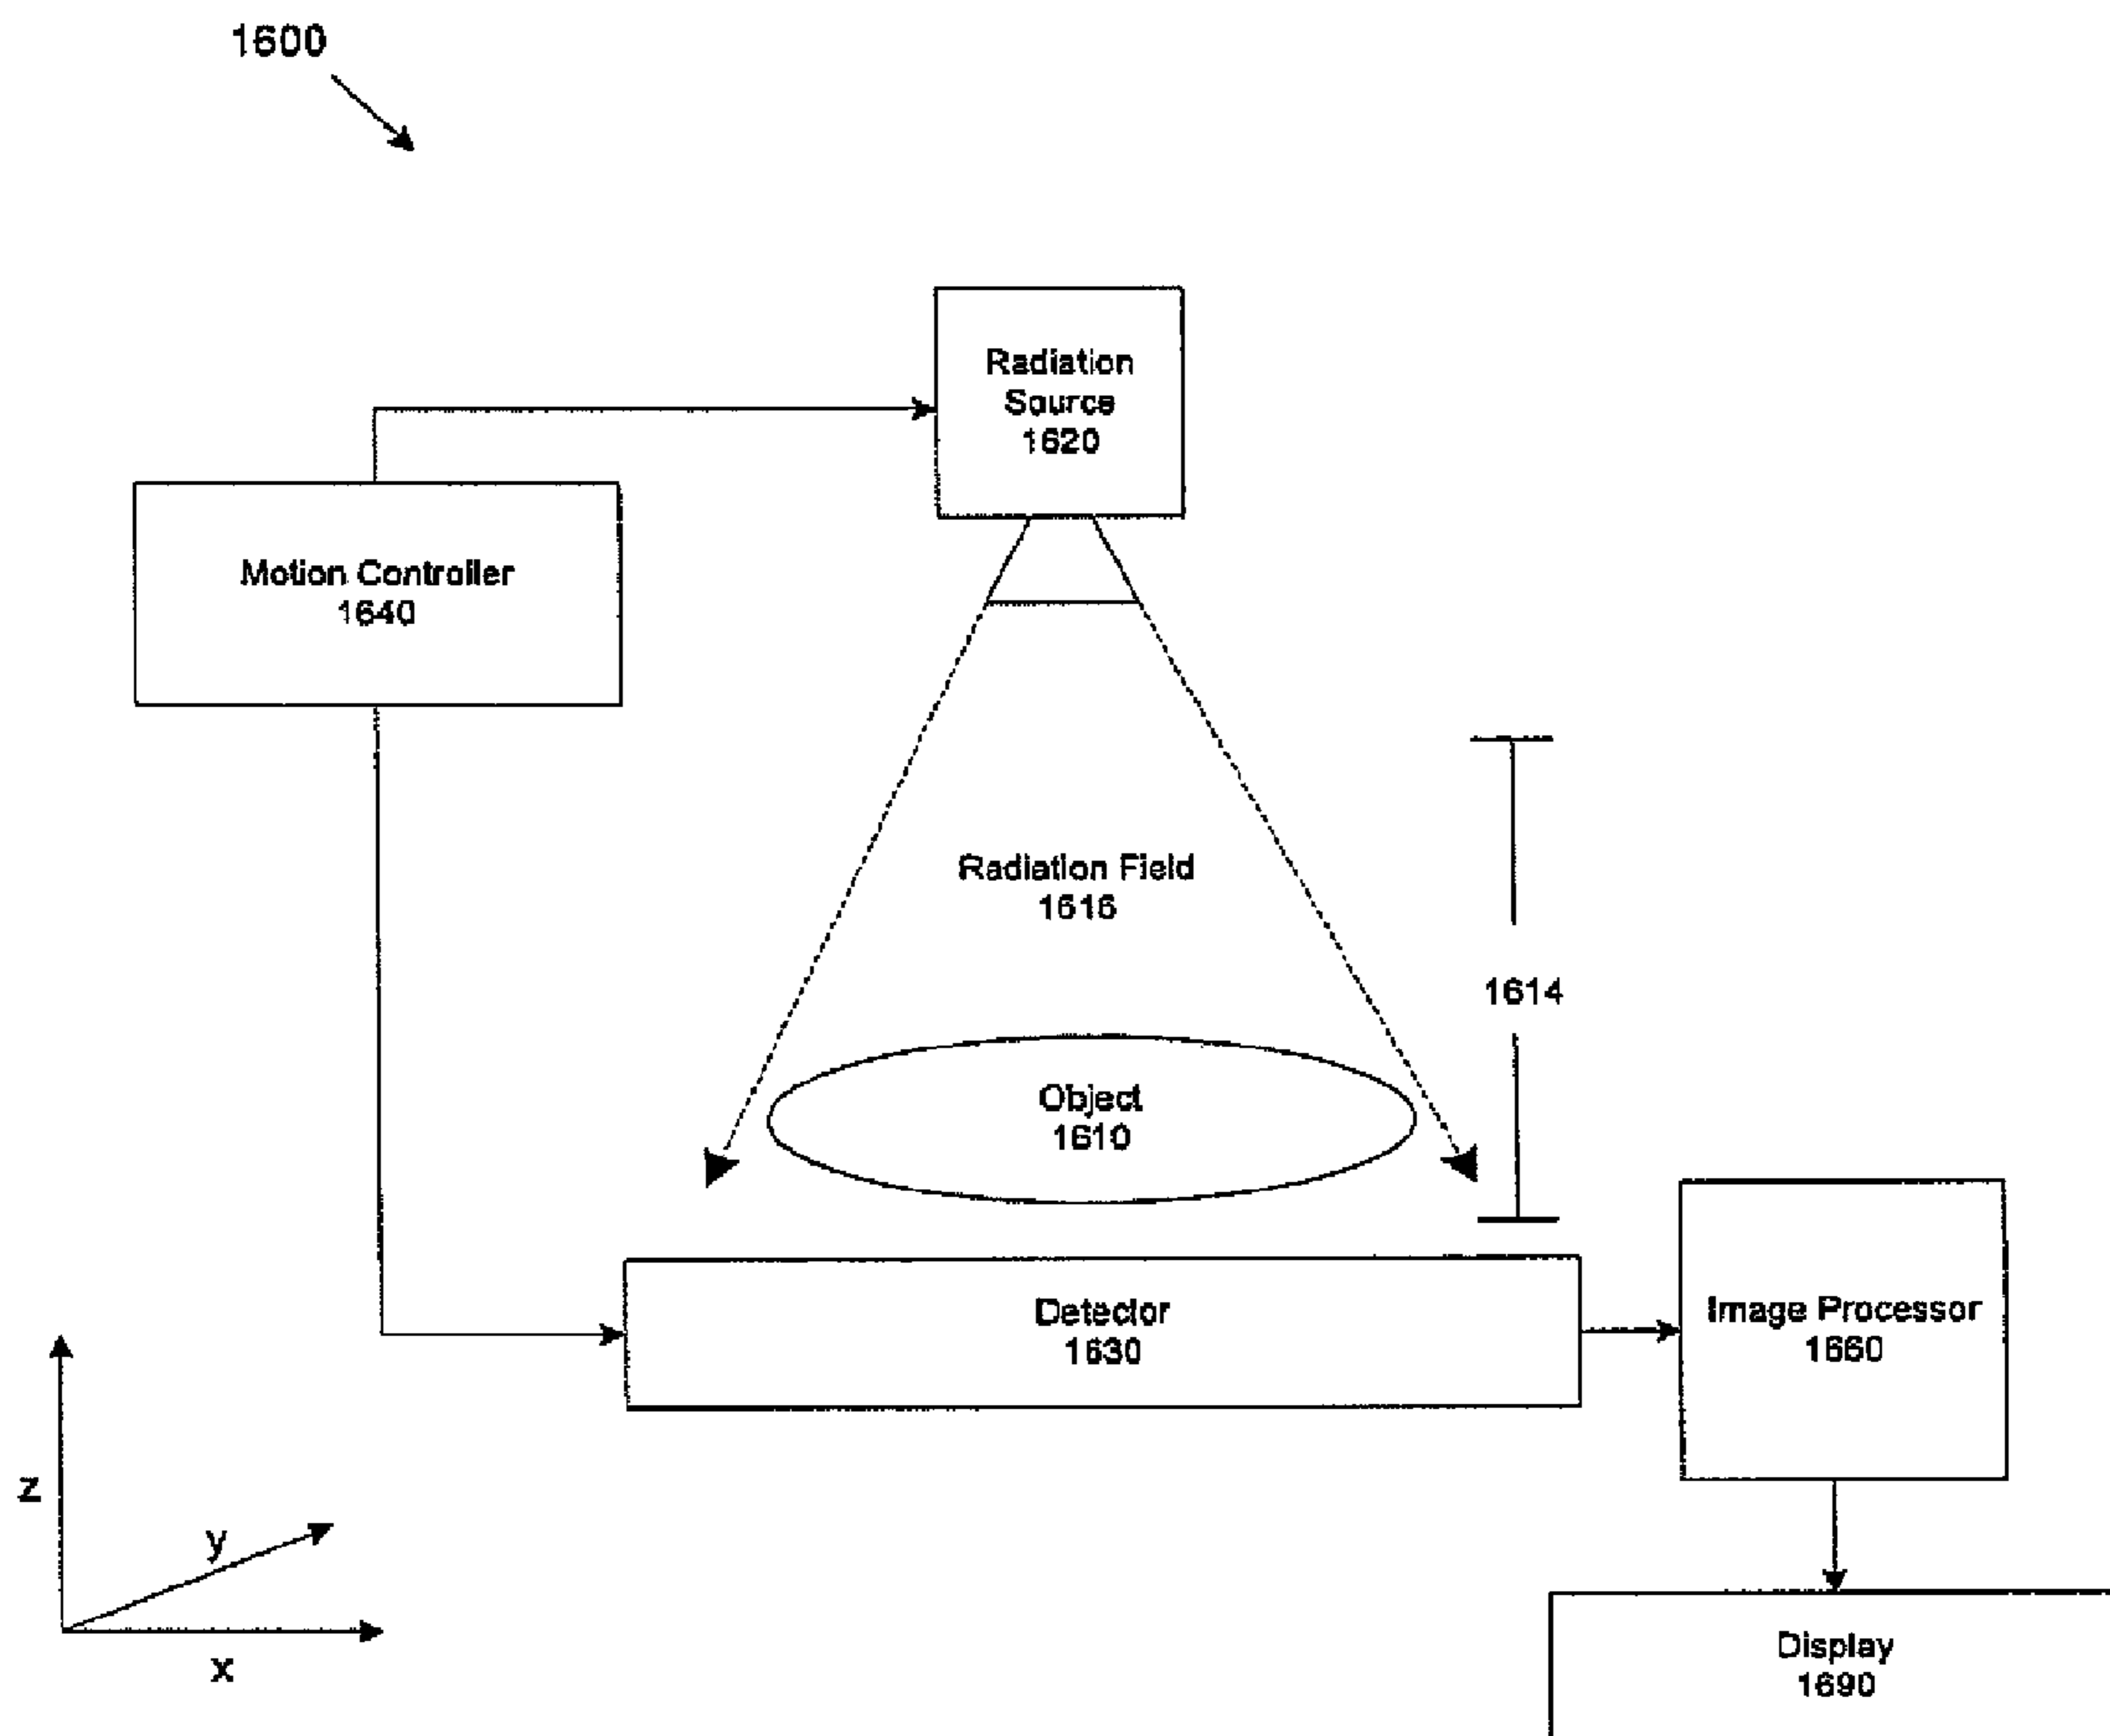 1600
Radiation
Source
1620
Motion Controller
1640
Radiation Field
1616
1614
Object
1610
Detector
1630
Image Processor
1660
z
y
x
Display
1690